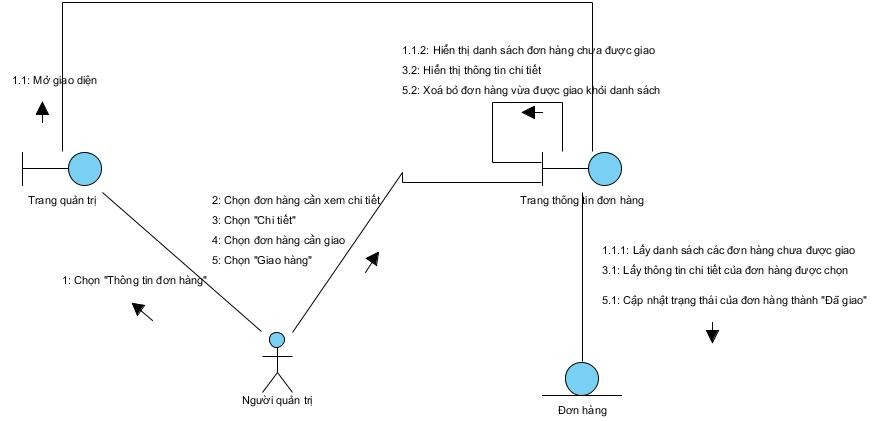 1.1.2: Hiển thị danh sách đơn hàng chưa được giao
3.2: Hiển thị thông tin chi tiết
5.2: Xoá bỏ đơn hàng vừa được giao khỏi danh sách
1.1: Mở giao diện
Trang quản trị
Trang thông tin đơn hàng
2: Chọn đơn hàng cần xem chi tiết
3: Chọn "Chi tiết"
4: Chọn đơn hàng cần giao
5: Chọn "Giao hàng"
1: Chọn "Thông tin đơn hàng"
1.1.1: Lấy danh sách các đơn hàng chưa được giao
3.1: Lấy thông tin chi tiết của đơn hàng được chọn
5.1: Cập nhật trạng thái của đơn hàng thành "Đã giao"
Người quản trị
Đơn hàng